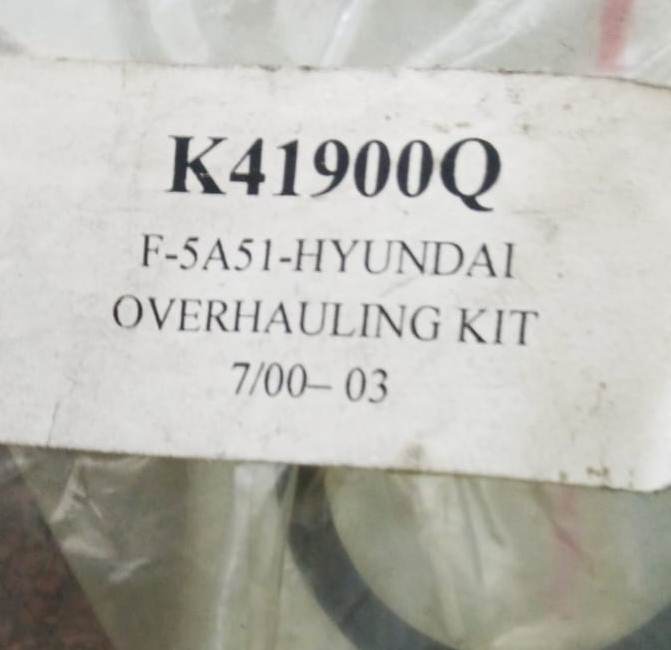 K41900Q
F-5A51-HYUNDAI
OVERHAULING KIT
7/00– 03